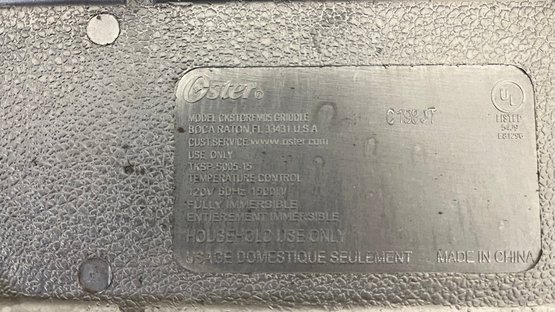 Oster®
MODEL CKSTGRFM05 GRIDDLE
BOCA RATON, FL 33431 U.S.A
CUST.SERVICE www.oster.com
USE ONLY
TEMPERATURE CONTROL
120V 60Hz 1500W
FULLY IMMERSIBLE
ENTIEREMENT IMMERSIBLE
HOUSEHOLD USE ONLY
USAGE DOMESTIQUE SEULEMENT
MADE IN CHINA
UL
LISTED